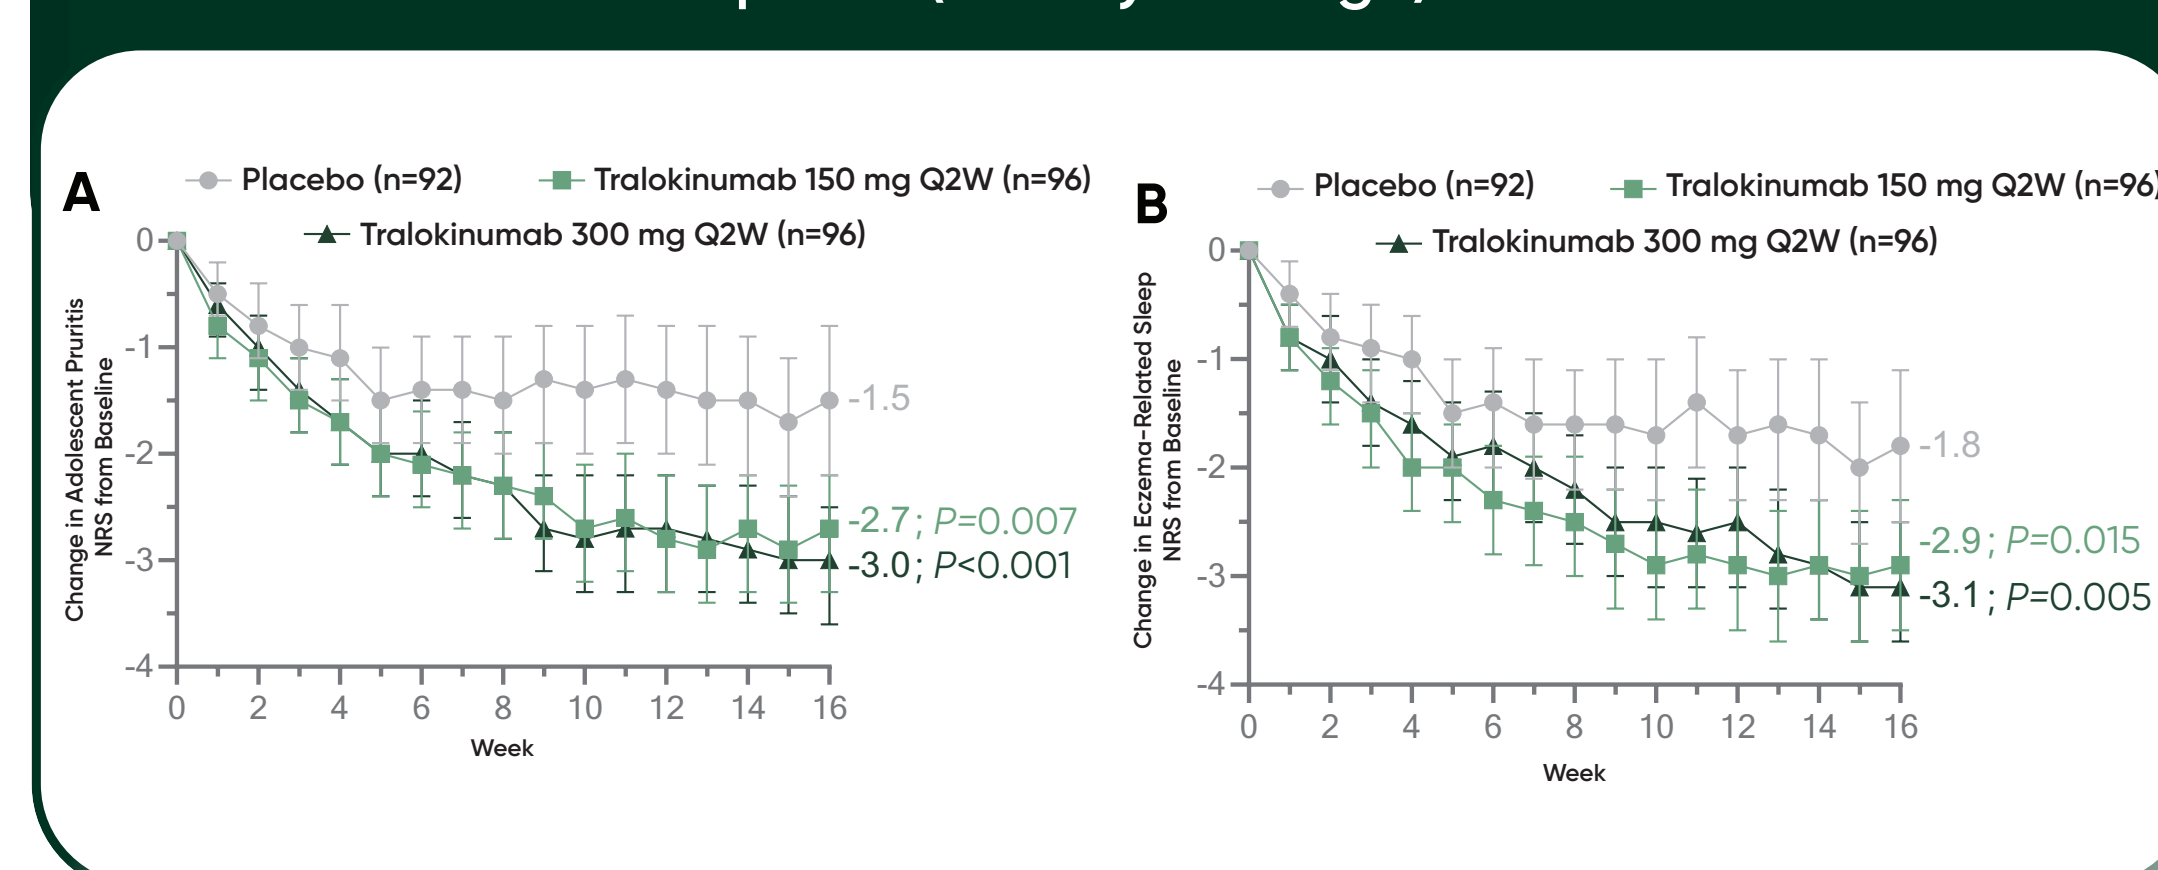 A
Placebo (n=92)
Tralokinumab 150 mg Q2W (n=96)
Tralokinumab 300 mg Q2W (n=96)
Change in Adolescent Pruritis
NRS from Baseline
0
-1
-2
-3
-4
-1.5
-2.7; P=0.007
-3.0; P<0.001
0 2 4 6 8 10 12 14 16
Week
B
Placebo (n=92)
Tralokinumab 150 mg Q2W (n=96)
Tralokinumab 300 mg Q2W (n=96)
Change in Eczema-Related Sleep
NRS from Baseline
0
-1
-2
-3
-4
-1.8
-2.9; P=0.015
-3.1; P=0.005
0 2 4 6 8 10 12 14 16
Week